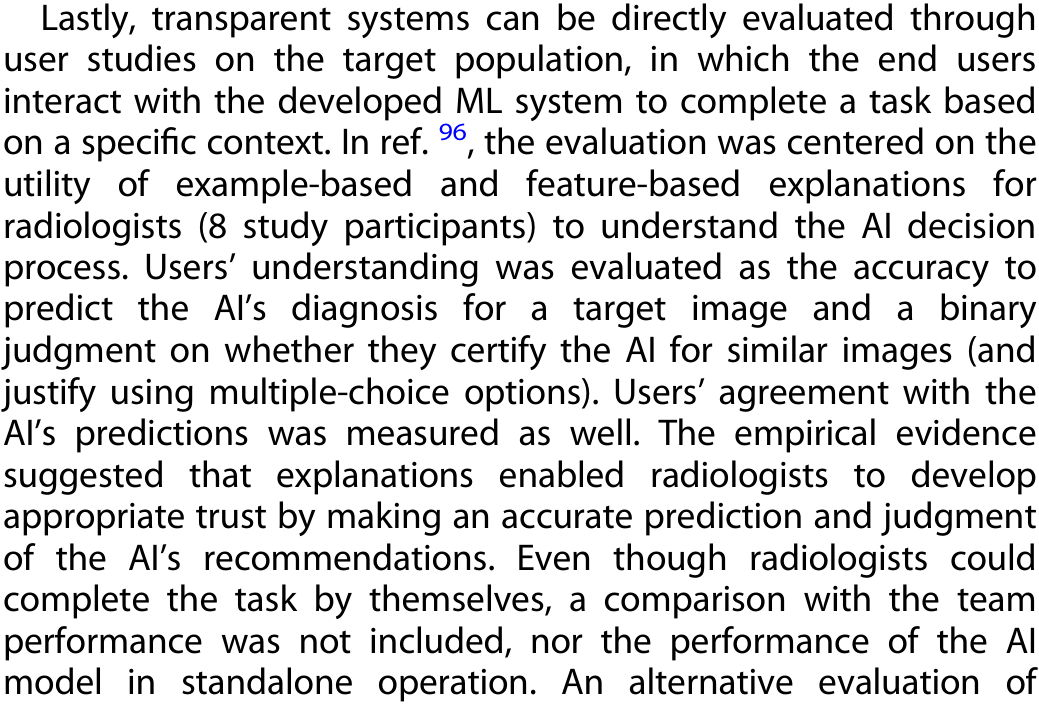 Lastly, transparent systems can be directly evaluated through
user studies on the target population, in which the end users
interact with the developed ML system to complete a task based
on a specific context. In ref. 96, the evaluation was centered on the
utility of example-based and feature-based explanations for
radiologists (8 study participants) to understand the AI decision
process. Users’ understanding was evaluated as the accuracy to
predict the AI’s diagnosis for a target image and a binary
judgment on whether they certify the AI for similar images (and
justify using multiple-choice options). Users’ agreement with the
AI’s predictions was measured as well. The empirical evidence
suggested that explanations enabled radiologists to develop
appropriate trust by making an accurate prediction and judgment
of the AI’s recommendations. Even though radiologists could
complete the task by themselves, a comparison with the team
performance was not included, nor the performance of the AI
model in standalone operation. An alternative evaluation of